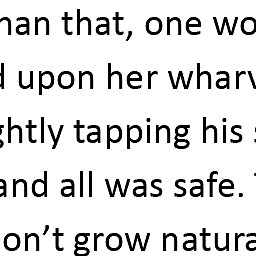 han that, one wo
d upon her wharv
ghtly tapping his s
and all was safe.
on’t grow natura